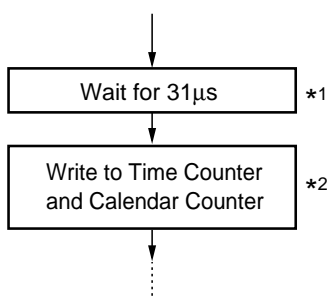 Wait for 31µs *1
Write to Time Counter
and Calendar Counter *2